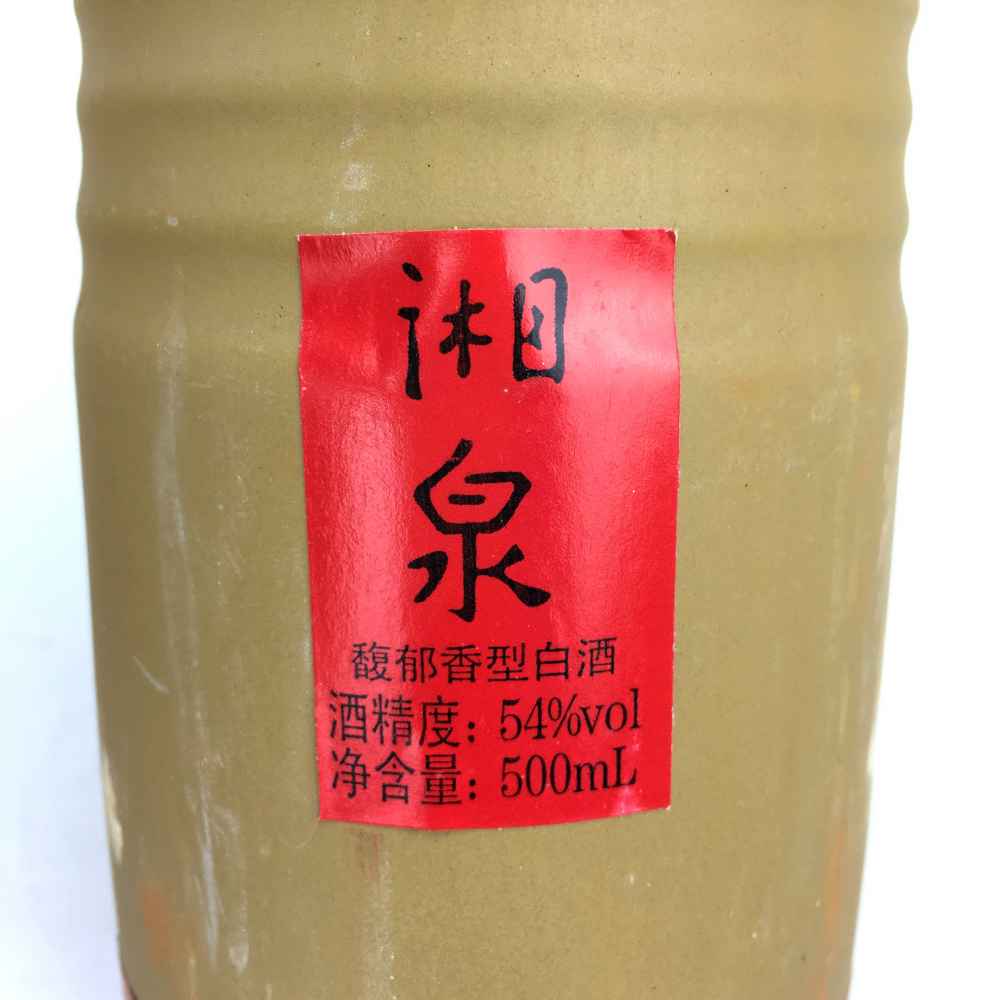 湘
泉
馥郁香型白酒
酒精度：54%vol
净含量：500mL